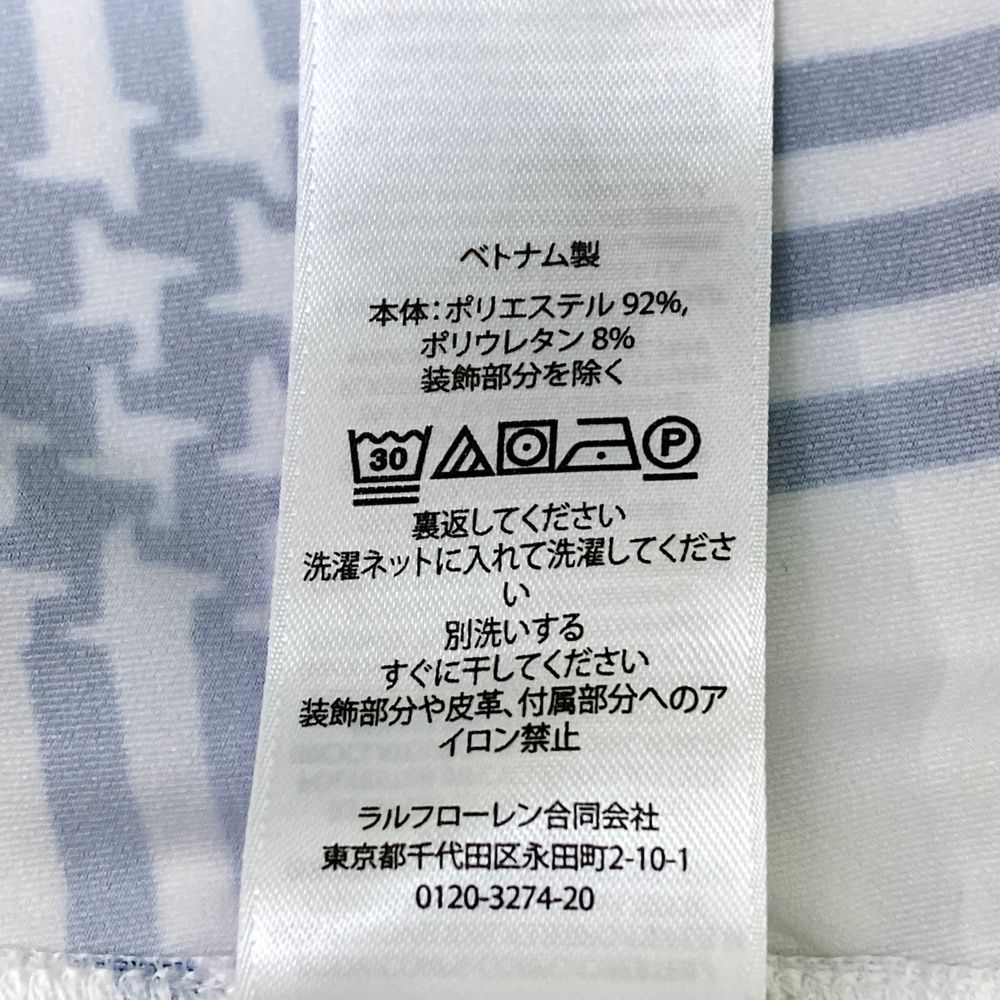 ベトナム製
本体：ポリエステル 92%,
ポリウレタン 8%
装飾部分を除く
30 P
裏返してください
洗濯ネットに入れて洗濯してくださ
い
別洗いする
すぐに干してください
装飾部分や皮革、付属部分へのア
イロン禁止
ラルフローレン合同会社
東京都千代田区永田町2-10-1
0120-3274-20